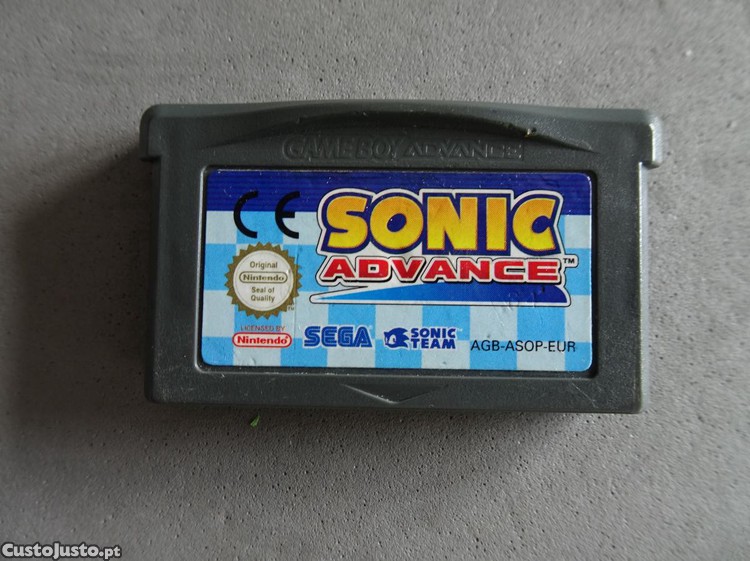 GAME BOY ADVANCE
CE
SONIC
ADVANCE™
Original
Nintendo
Seal of
Quality
TM
LICENSED BY
Nintendo
SEGA
SONIC
TEAM
AGB-ASOP-EUR
CustoJusto.pt